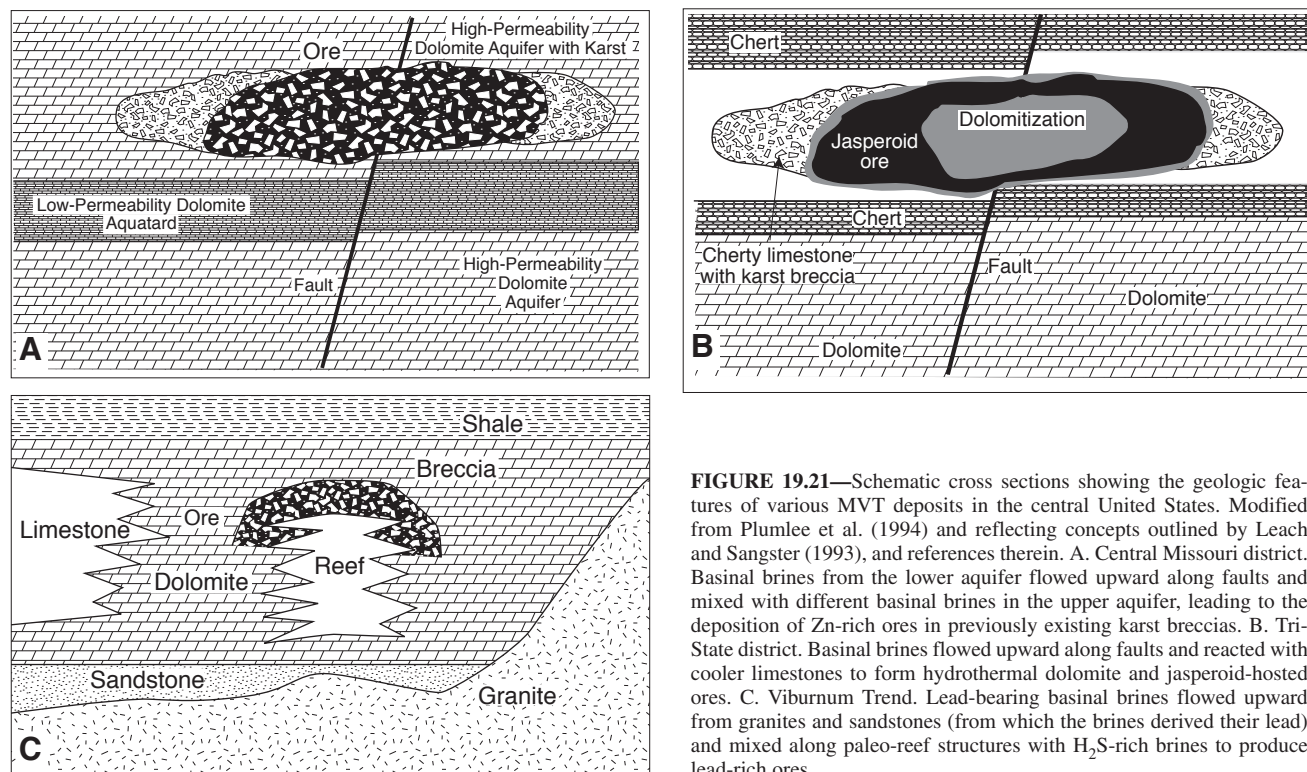 High-Permeability
Dolomite Aquifer with Karst
Ore
Low-Permeability Dolomite
Aquatard
Fault
High-Permeability
Dolomite
Aquifer
A
Chert
Dolomitization
Jasperoid
ore
Chert
Cherty limestone
with karst breccia
Fault
Dolomite
Dolomite
B
Shale
Breccia
Ore
Limestone
Reef
Dolomite
Sandstone
Granite
C
FIGURE 19.21—Schematic cross sections showing the geologic fea-
tures of various MVT deposits in the central United States. Modified
from Plumlee et al. (1994) and reflecting concepts outlined by Leach
and Sangster (1993), and references therein. A. Central Missouri district.
Basinal brines from the lower aquifer flowed upward along faults and
mixed with different basinal brines in the upper aquifer, leading to the
deposition of Zn-rich ores in previously existing karst breccias. B. Tri-
State district. Basinal brines flowed upward along faults and reacted with
cooler limestones to form hydrothermal dolomite and jasperoid-hosted
ores. C. Viburnum Trend. Lead-bearing basinal brines flowed upward
from granites and sandstones (from which the brines derived their lead)
and mixed along paleo-reef structures with H₂S-rich brines to produce
lead-rich ores